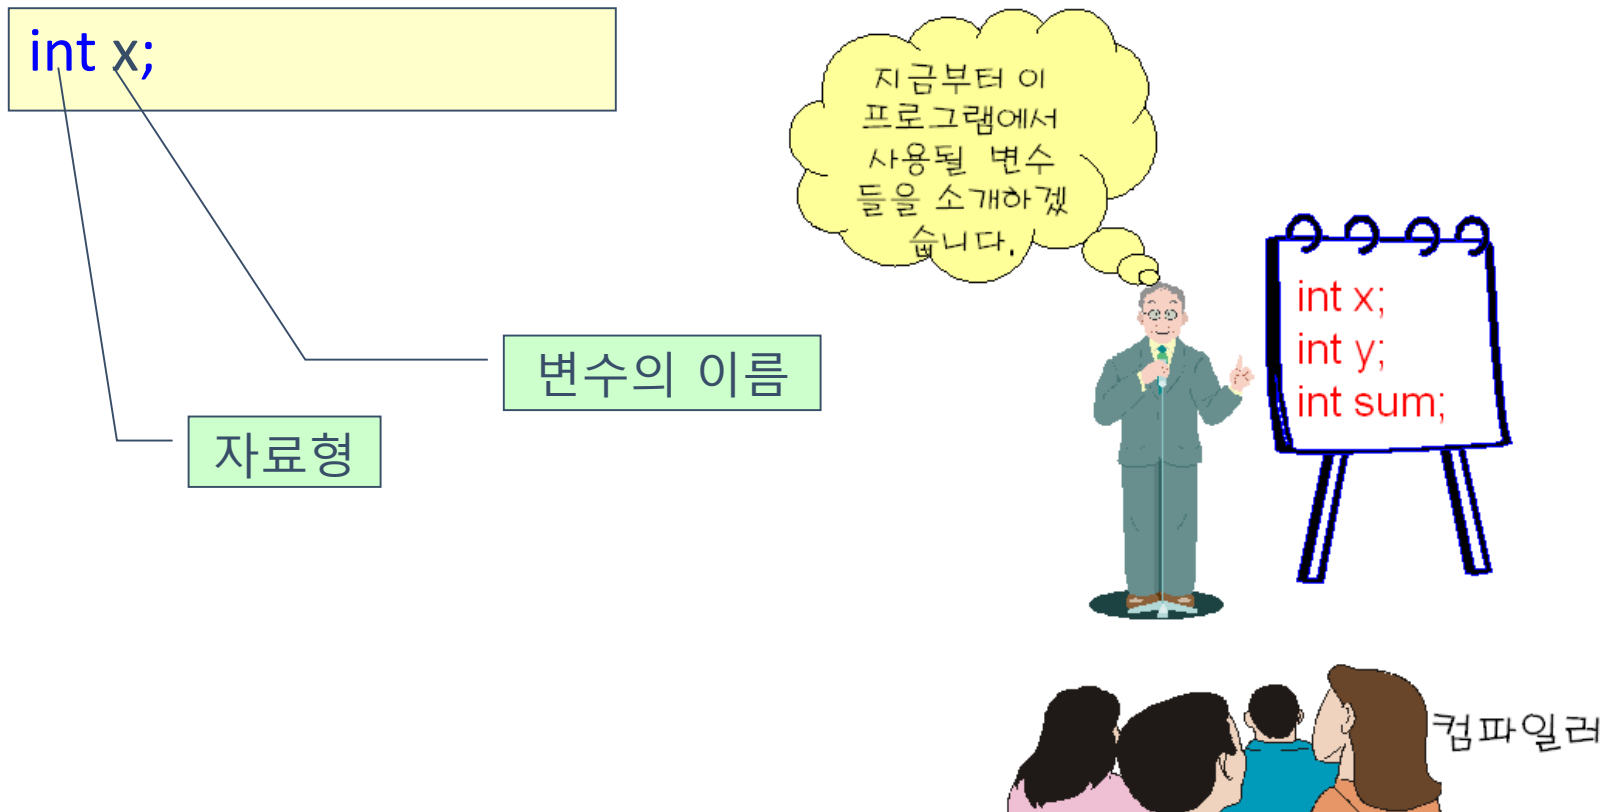 int x;
지금부터 이
프로그램에서
사용될 변수
들을 소개하겠
습니다.
int x;
int y;
int sum;
변수의 이름
자료형
컴파일러